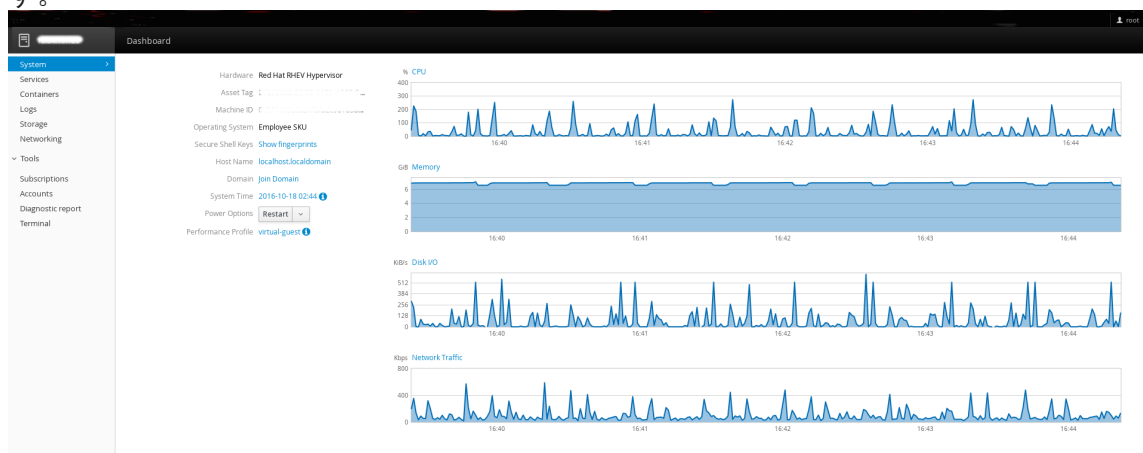 す。
root
Dashboard
System
Services
Containers
Logs
Storage
Networking
Tools
Subscriptions
Accounts
Diagnostic report
Terminal
Hardware Red Hat RHEV Hypervisor
Asset Tag
Machine ID
Operating System Employee SKU
Secure Shell Keys Show fingerprints
Host Name localhost.localdomain
Domain Join Domain
System Time 2016-10-18 02:44
Power Options Restart
Performance Profile virtual-guest
% CPU
400
300
200
100
0
16:40 16:41 16:42 16:43 16:44
GiB Memory
6
4
2
0
16:40 16:41 16:42 16:43 16:44
KiB/s Disk I/O
512
384
256
128
0
16:40 16:41 16:42 16:43 16:44
Kbps Network Traffic
800
400
0
16:40 16:41 16:42 16:43 16:44